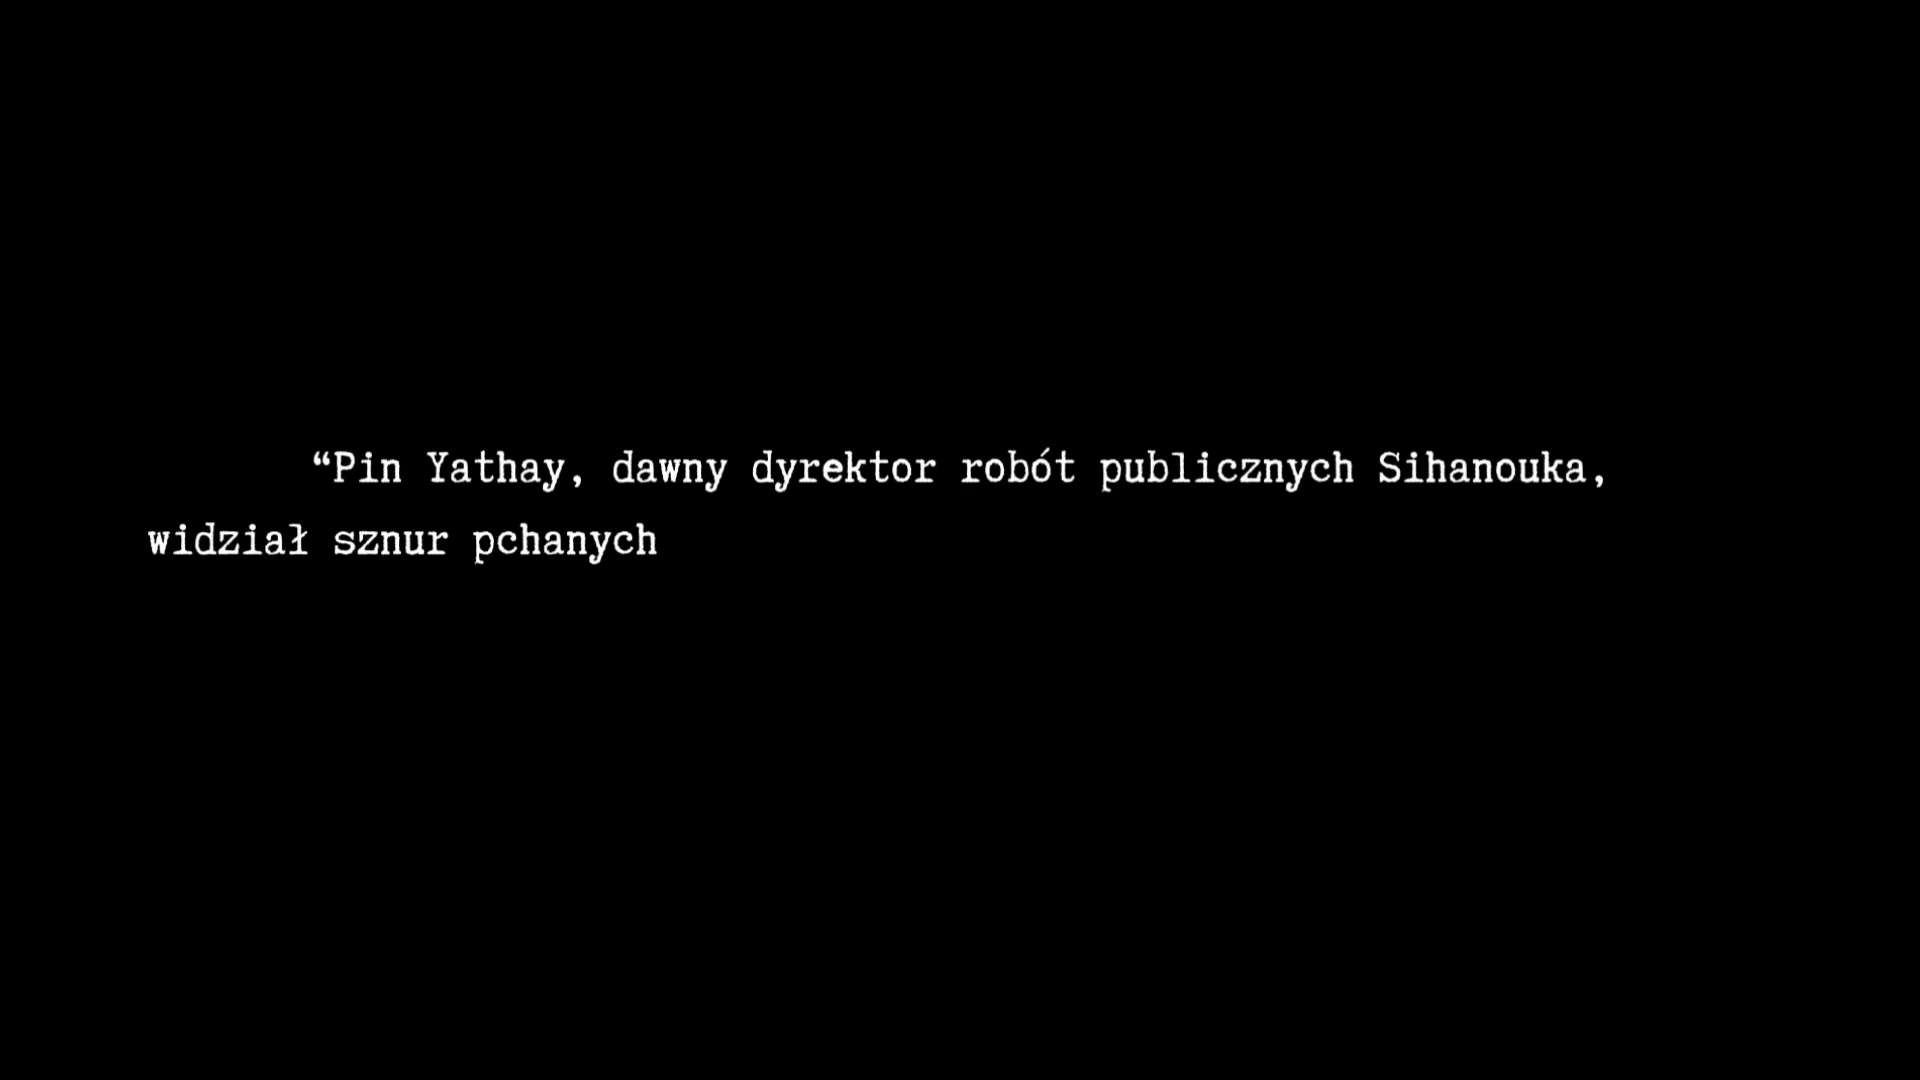 “Pin Yathay, dawny dyrektor robót publicznych Sihanouka,
widział sznur pchanych